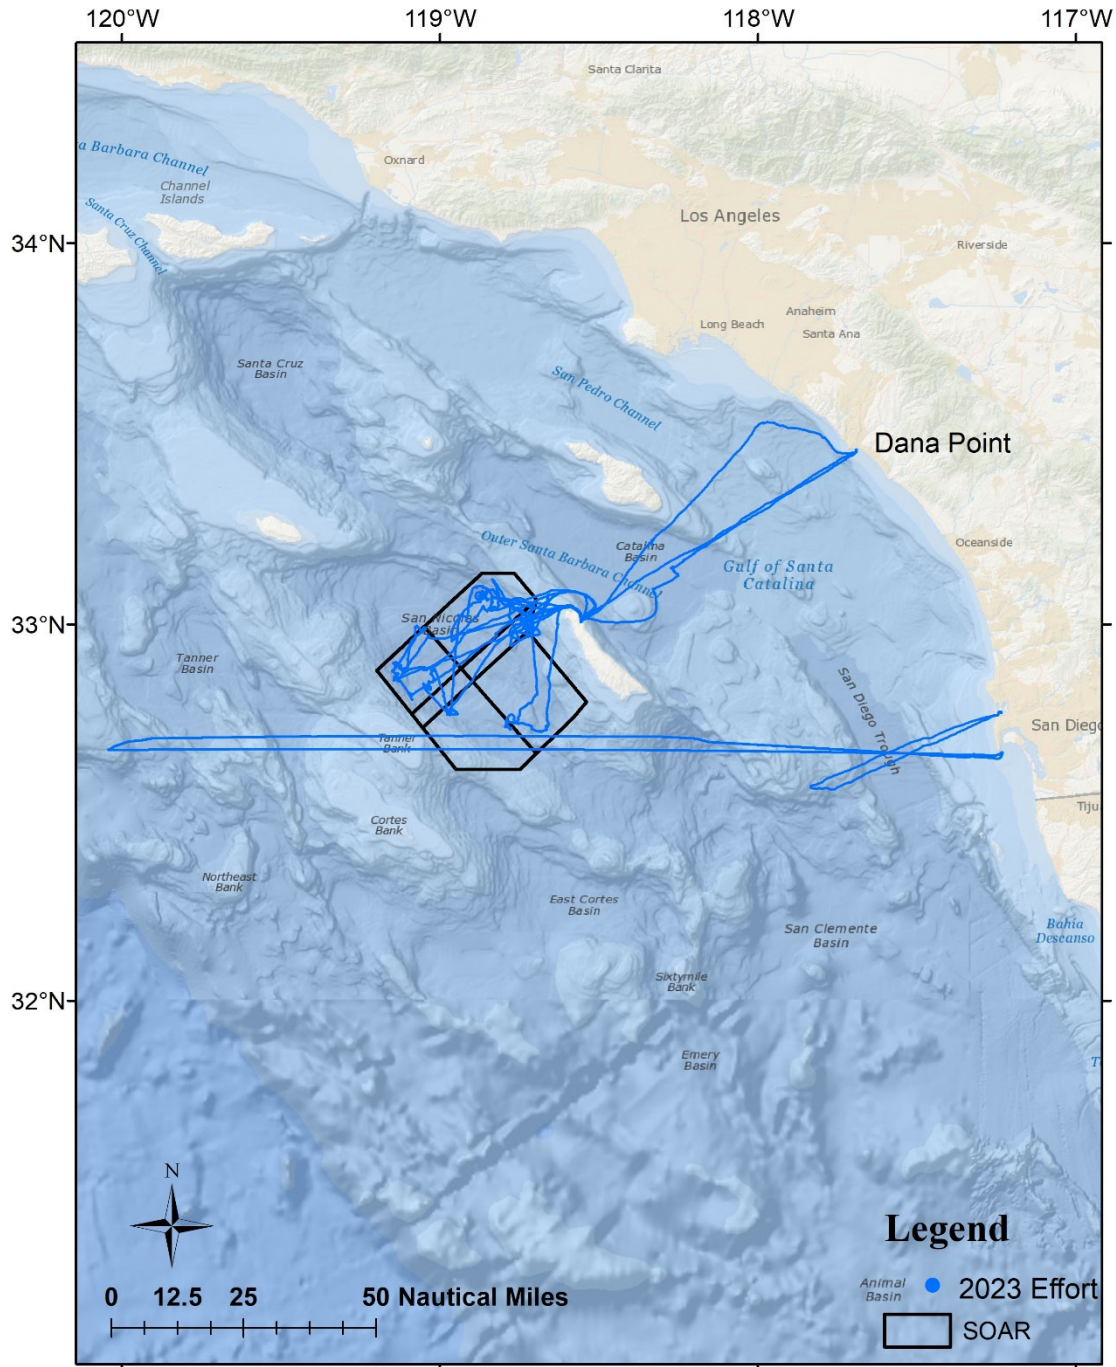 120°W
119°W
118°W
117°W
Santa Clarita
a Barbara Channel
Oxnard
Channel
Islands
Santa Cruz Channel
Los Angeles
34°N
Riverside
Anaheim
Long Beach
Santa Ana
Santa Cruz
Basin
San Pedro Channel
Dana Point
Outer Santa Barbara Channel
Catalina
Basin
Oceanside
Gulf of Santa
Catalina
33°N
San Nicolas
Basin
Tanner
Basin
San Diego Trough
San Dieg
Tanner
Bank
Tiju
Cortes
Bank
Northeast
Bank
East Cortes
Basin
San Clemente
Basin
Bahia
Descanso
Sixtymile
Bank
32°N
Emery
Basin
T
N
Legend
Animal
Basin
2023 Effort
SOAR
0 12.5 25 50 Nautical Miles